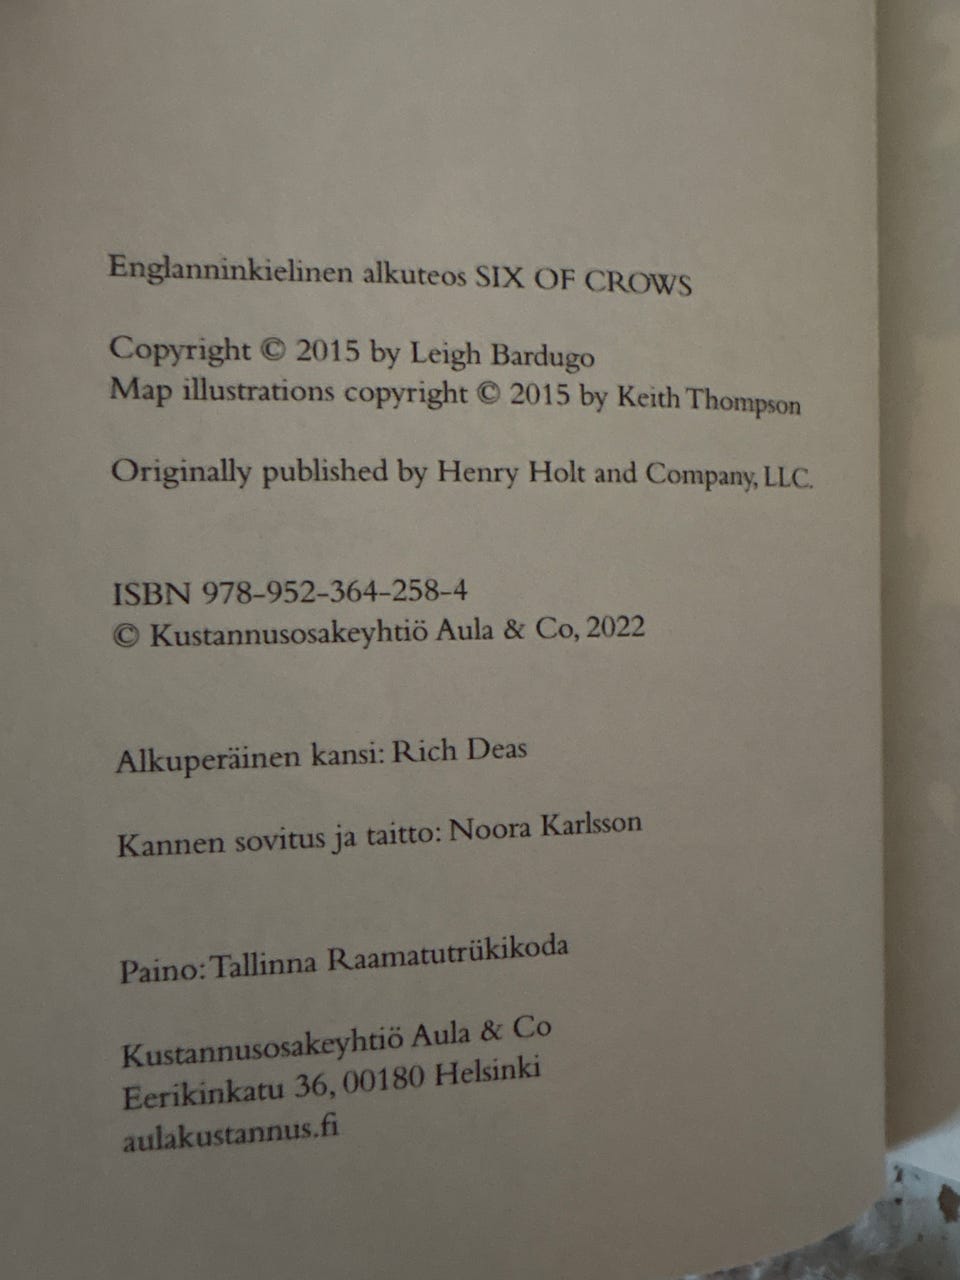 Englanninkielinen alkuteos SIX OF CROWS
Copyright © 2015 by Leigh Bardugo
Map illustrations copyright © 2015 by Keith Thompson
Originally published by Henry Holt and Company, LLC.
ISBN 978-952-364-258-4
© Kustannusosakeyhtiö Aula & Co, 2022
Alkuperäinen kansi: Rich Deas
Kannen sovitus ja taitto: Noora Karlsson
Paino: Tallinna Raamatutrükikoda
Kustannusosakeyhtiö Aula & Co
Eerikinkatu 36, 00180 Helsinki
aulakustannus.fi